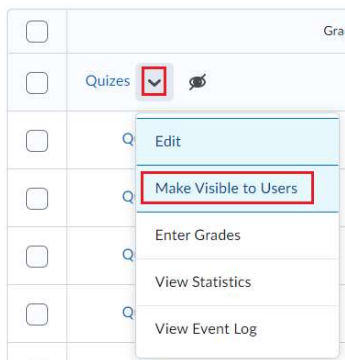 Gra
Quizes
Q
Edit
Q
Make Visible to Users
Q
Enter Grades
View Statistics
Q
View Event Log